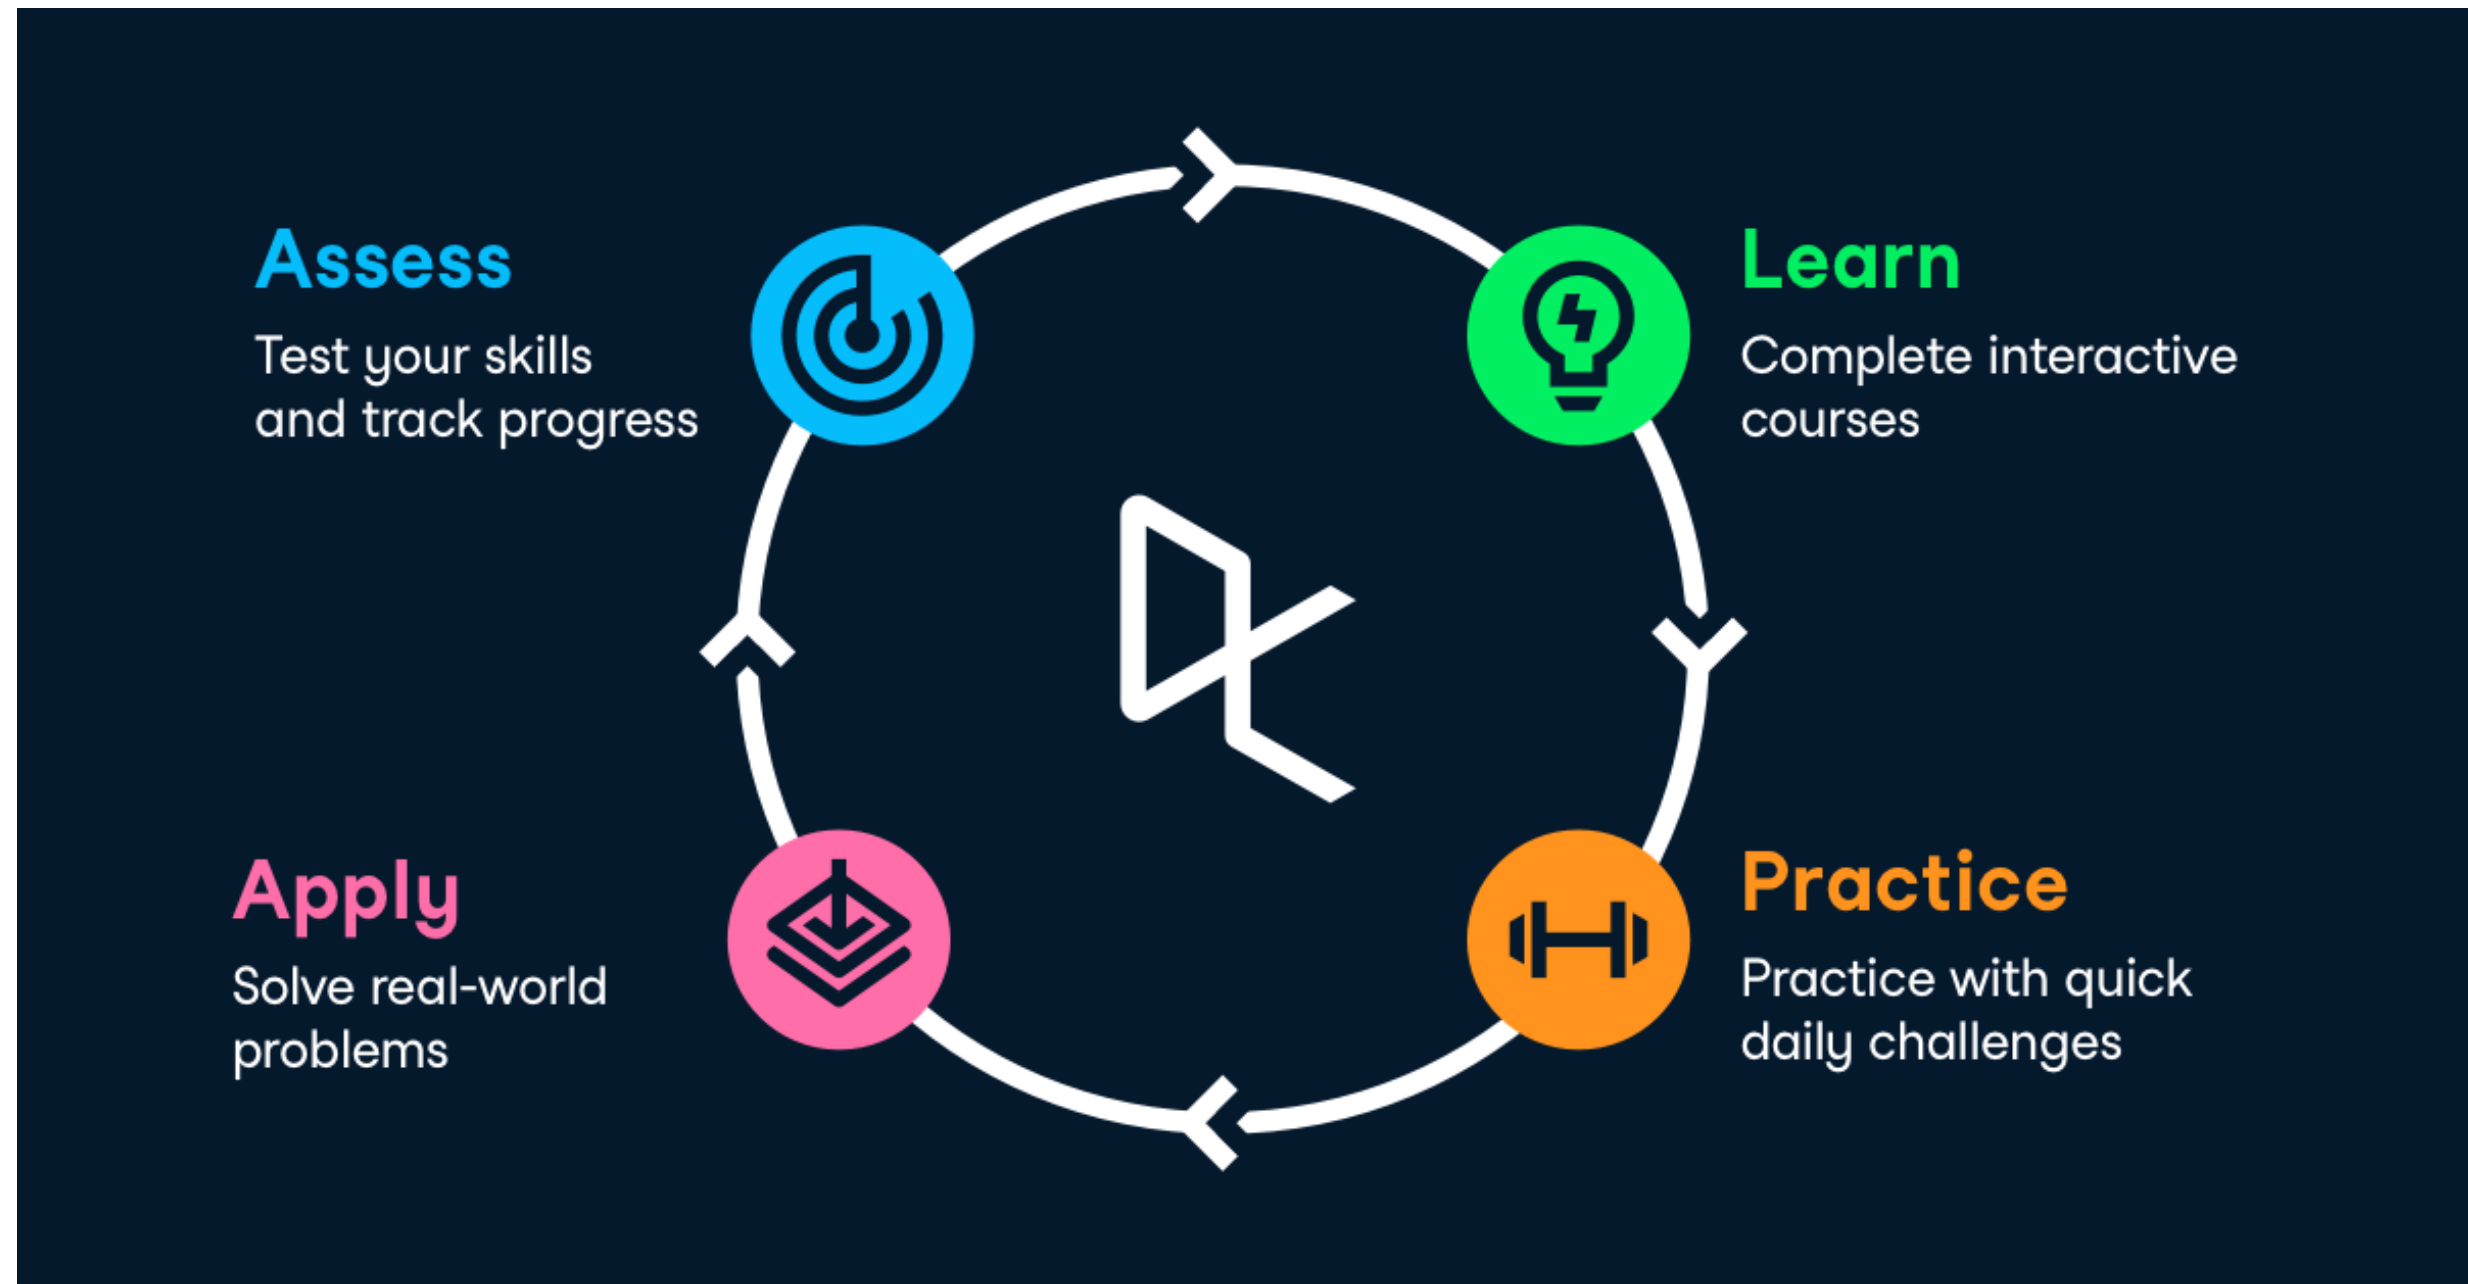 Assess
Test your skills
and track progress
Learn
Complete interactive
courses
Apply
Solve real-world
problems
Practice
Practice with quick
daily challenges